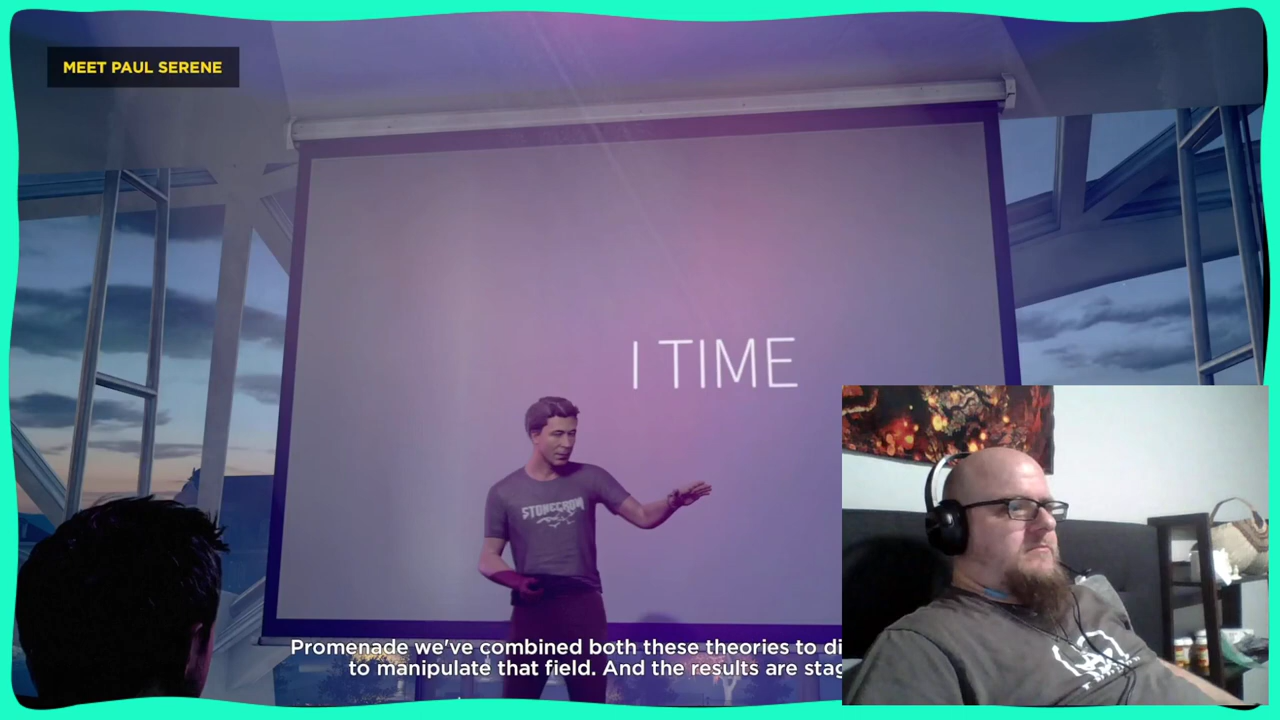 MEET PAUL SERENE
I TIME
STONECROW
Promenade we've combined both these theories to di
to manipulate that field. And the results are stag